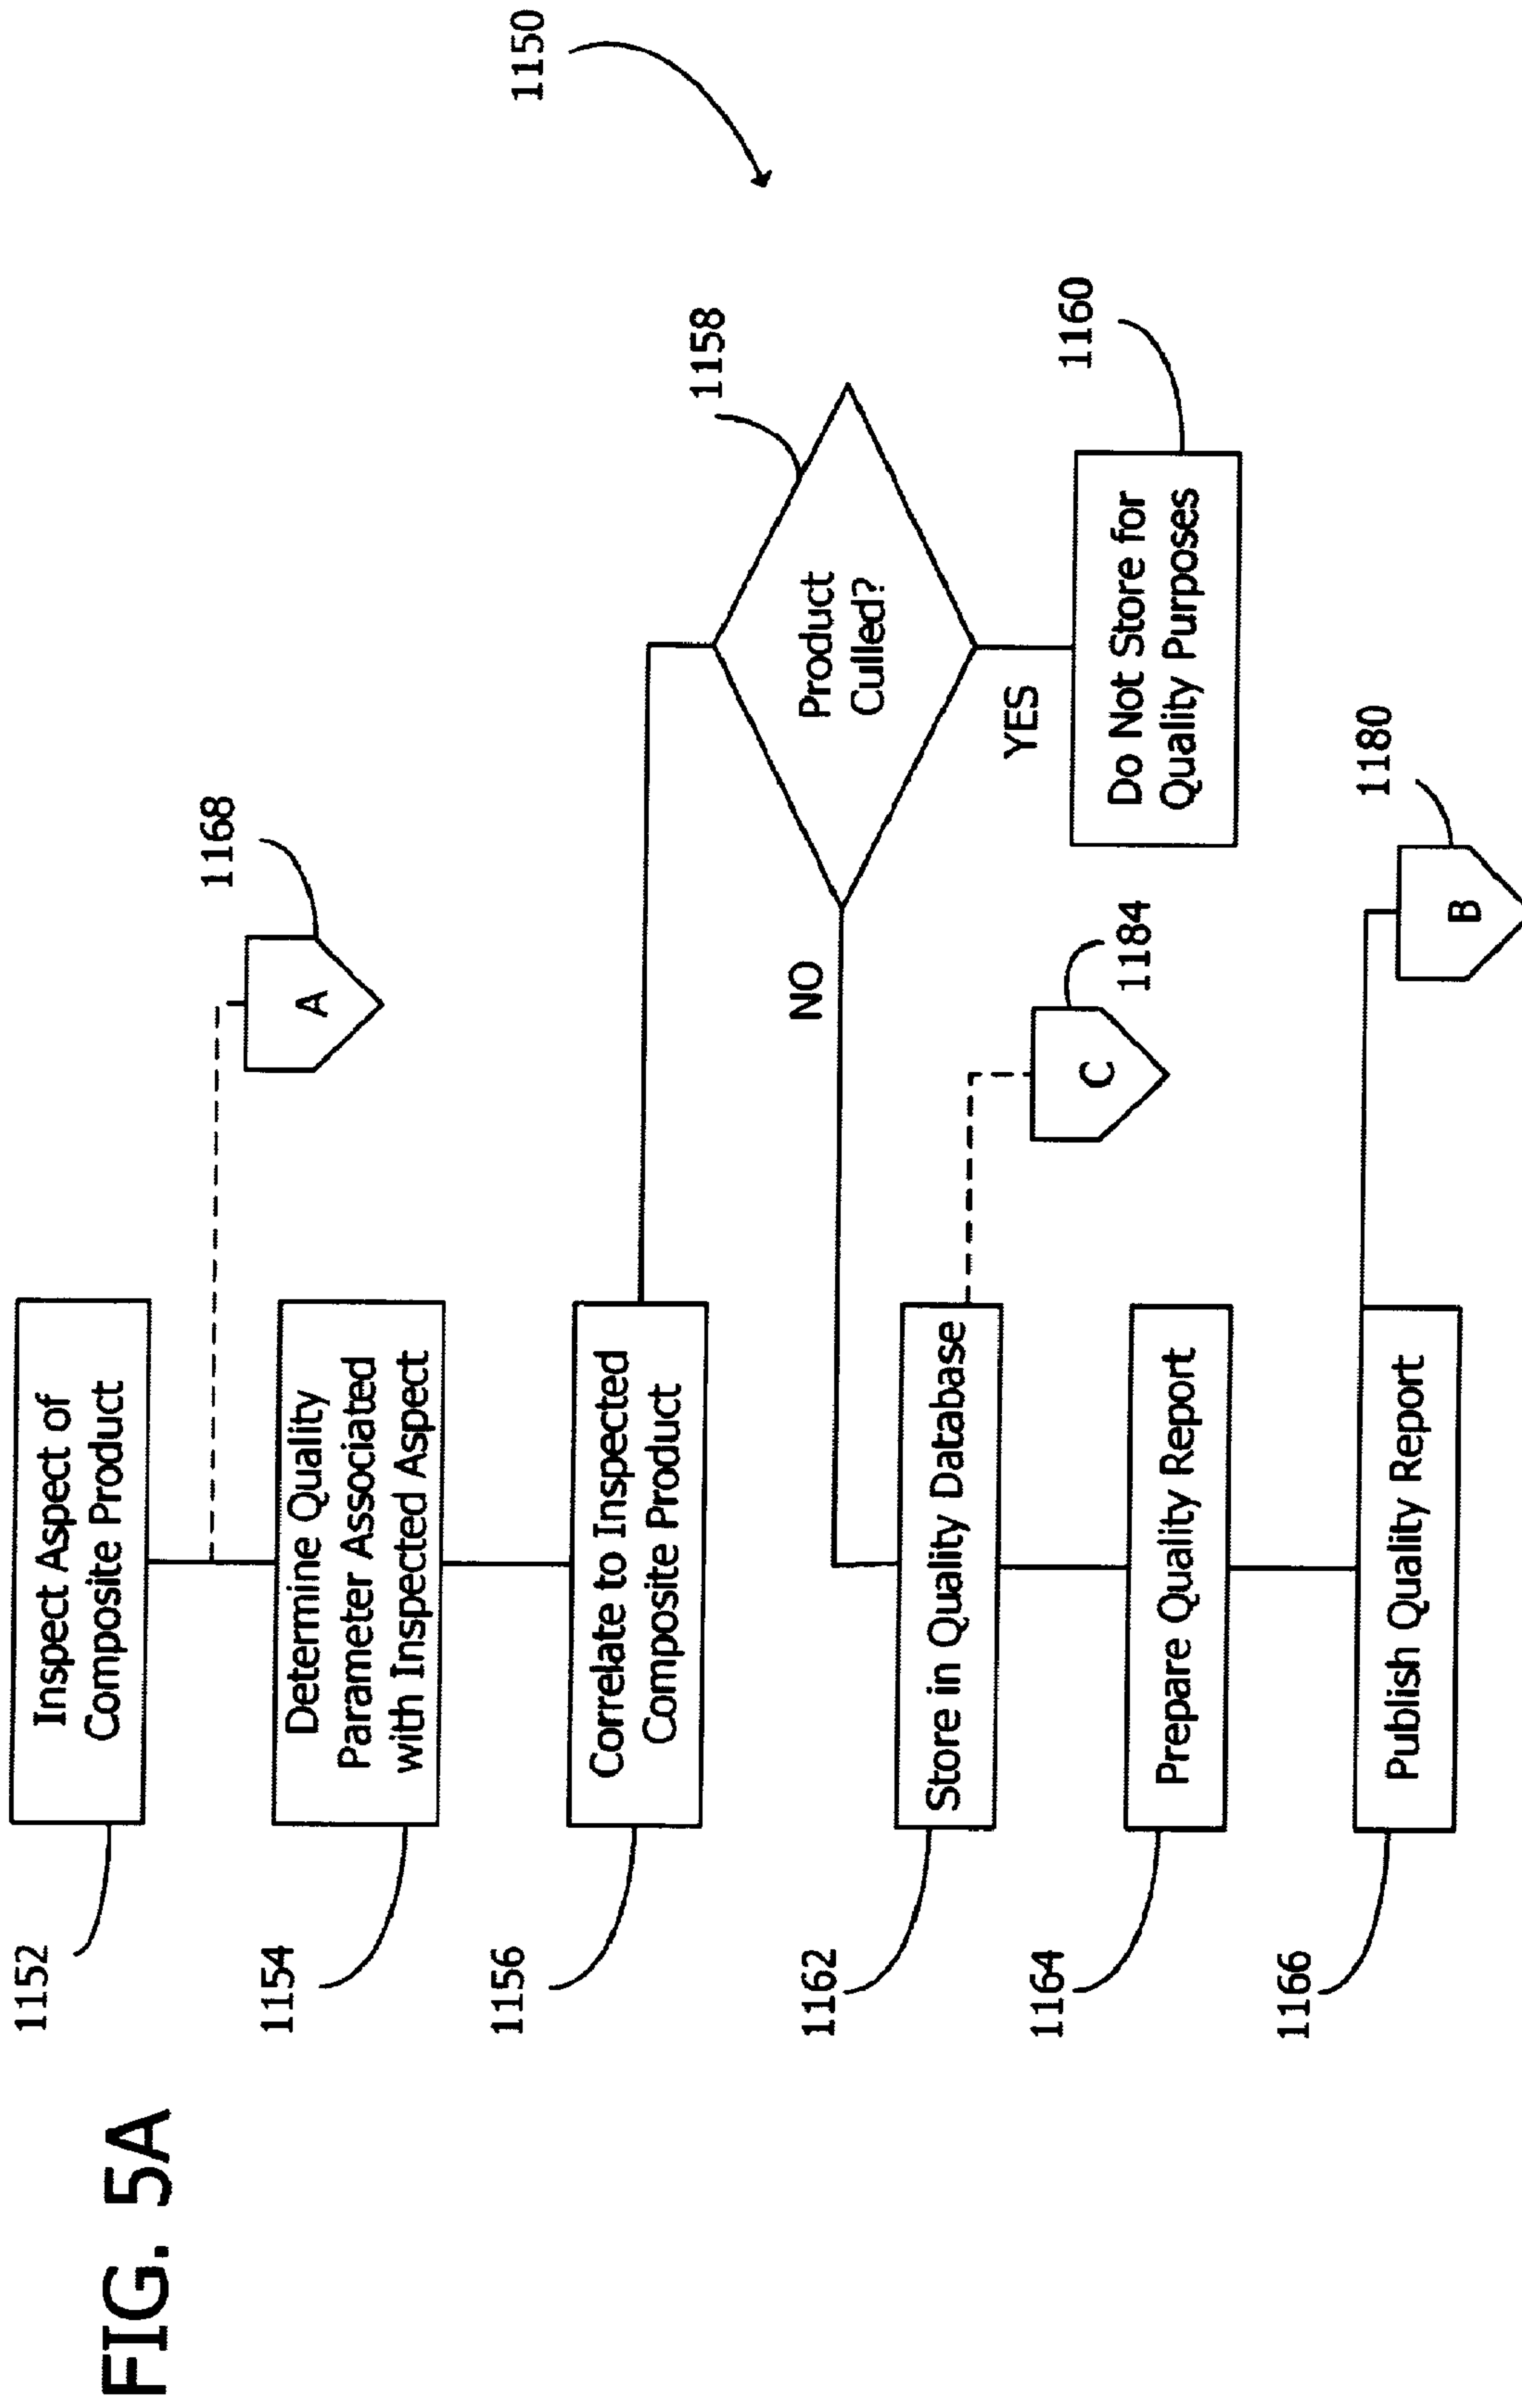 FIG. 5A
1150
1152
Inspect Aspect of
Composite Product
1168
A
1154
Determine Quality
Parameter Associated
with Inspected Aspect
1156
Correlate to Inspected
Composite Product
1158
Product
Culled?
NO
YES
1160
Do Not Store for
Quality Purposes
1162
Store in Quality Database
1184
C
1164
Prepare Quality Report
1166
Publish Quality Report
1180
B